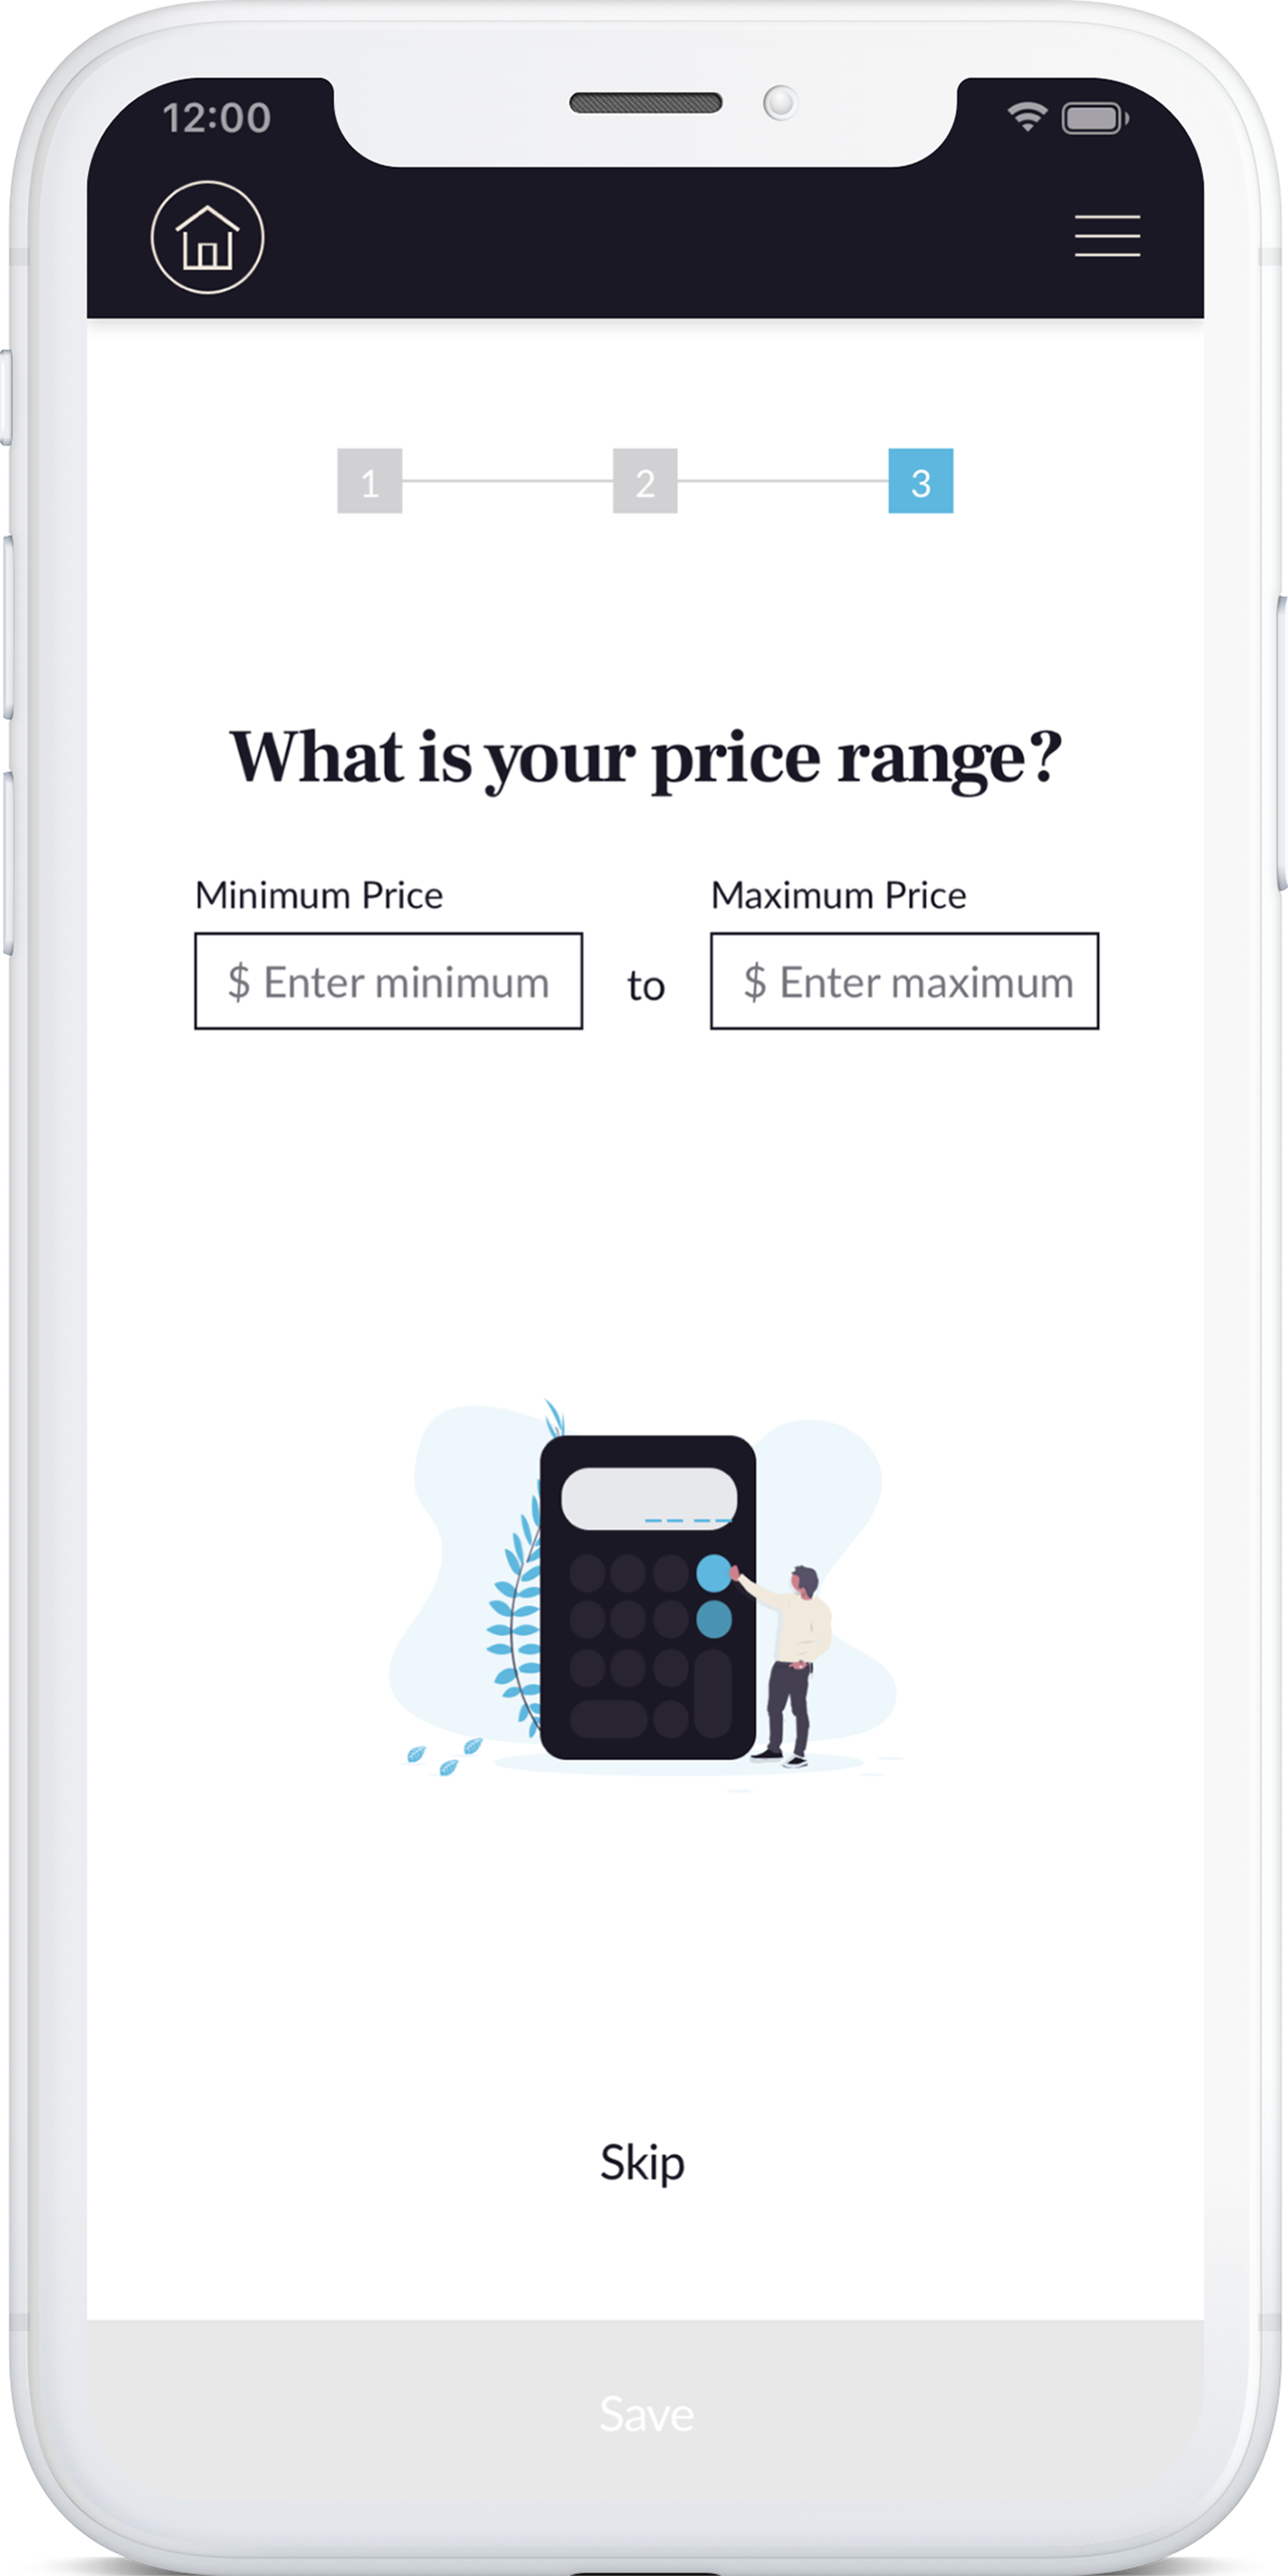 12:00
1 2 3
What is your price range?
Minimum Price Maximum Price
$ Enter minimum to $ Enter maximum
Skip
Save